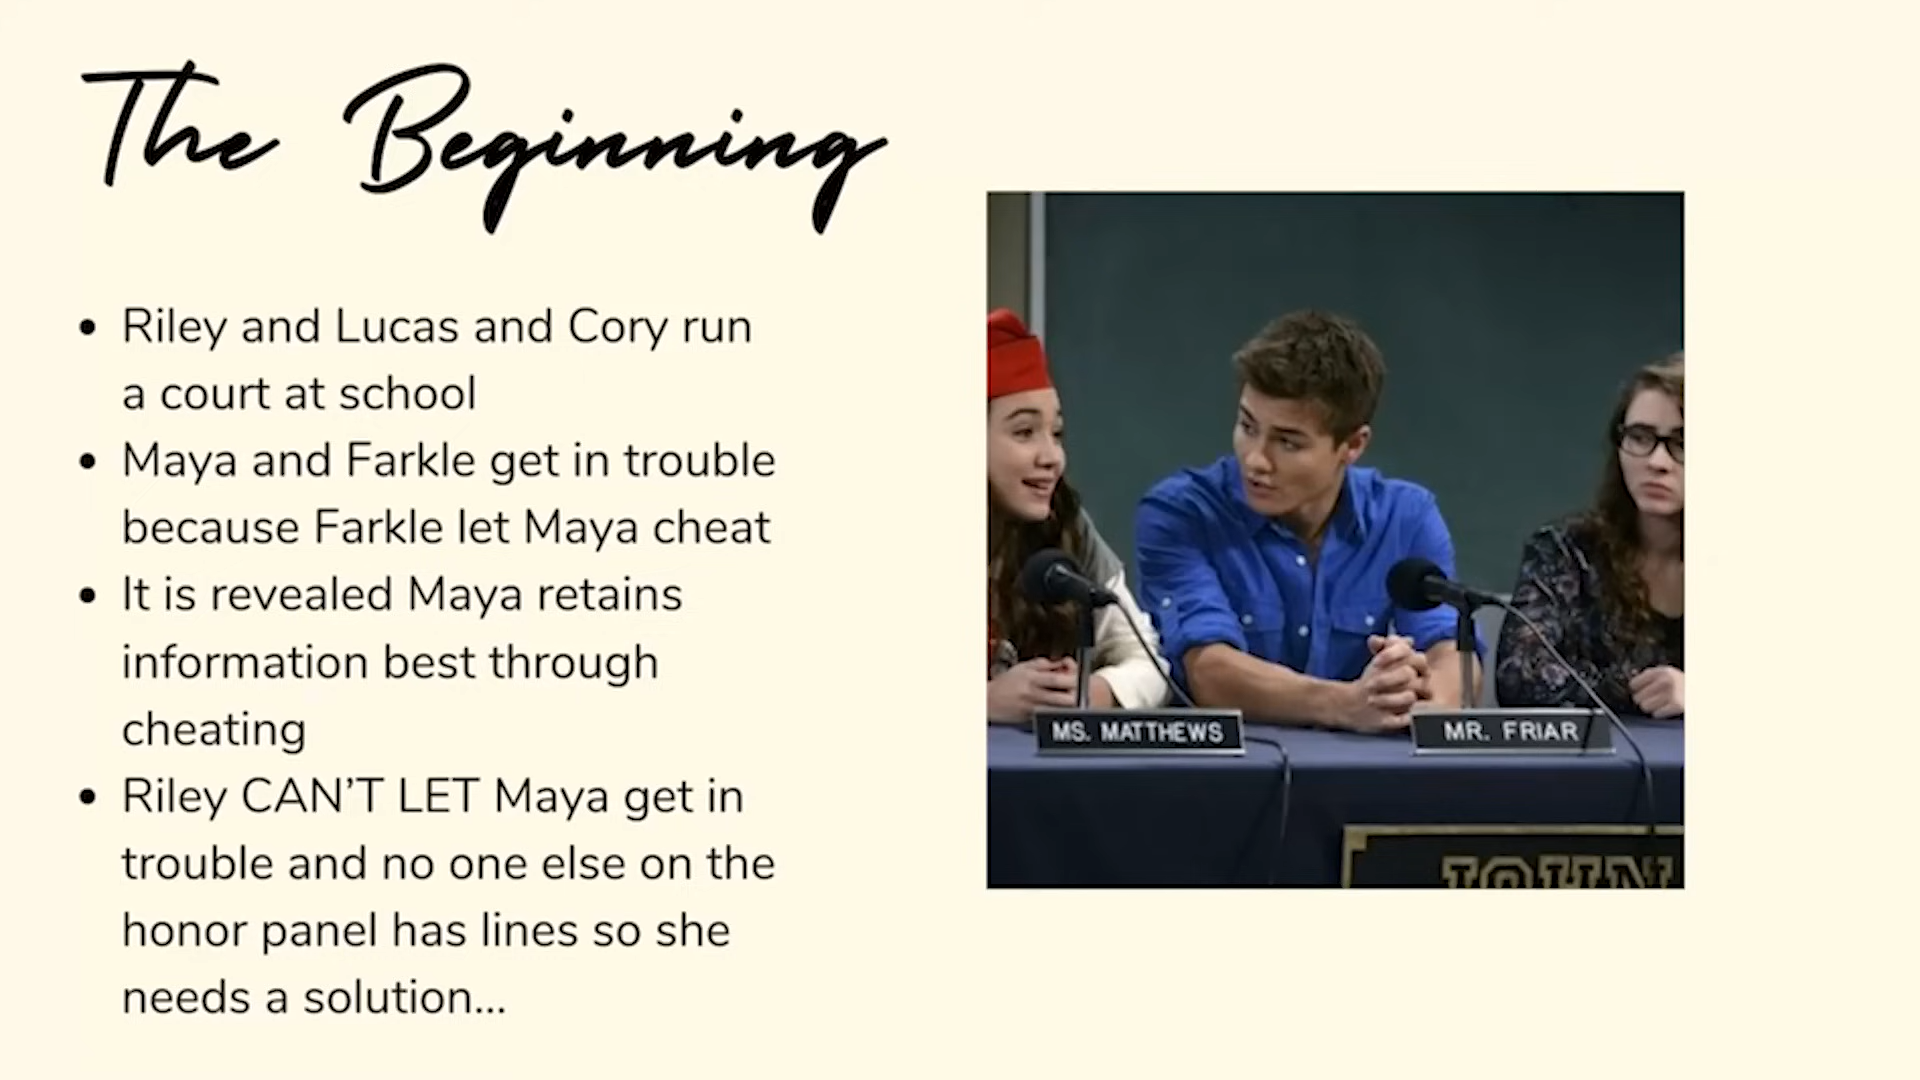 The Beginning
• Riley and Lucas and Cory run
a court at school
• Maya and Farkle get in trouble
because Farkle let Maya cheat
• It is revealed Maya retains
information best through
cheating
• Riley CAN'T LET Maya get in
trouble and no one else on the
honor panel has lines so she
needs a solution...
MS. MATTHEWS
MR. FRIAR
JOHN